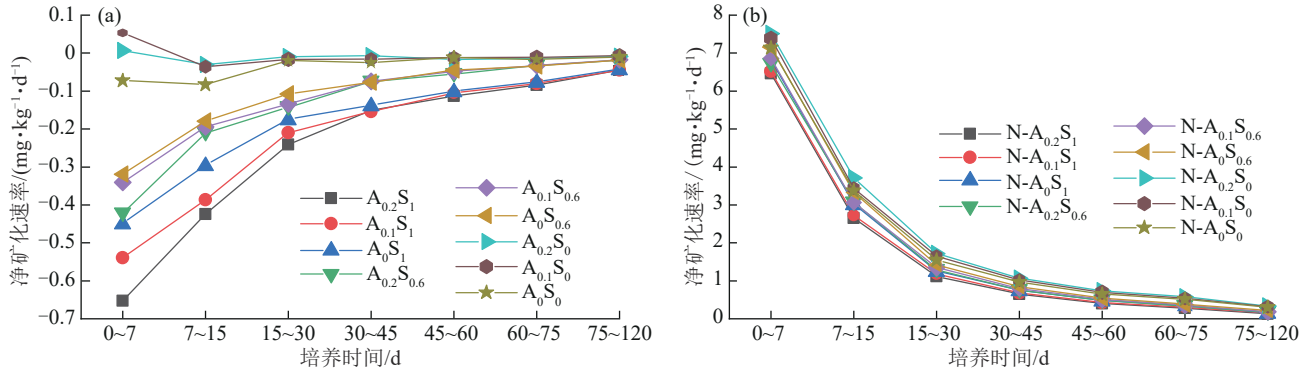 (a)
净矿化速率/(mg·kg⁻¹·d⁻¹)
0.1
0
−0.1
−0.2
−0.3
−0.4
−0.5
−0.6
−0.7
A₀.₂S₁
A₀.₁S₁
A₀S₁
A₀.₂S₀.₆
A₀.₁S₀.₆
A₀S₀.₆
A₀.₂S₀
A₀.₁S₀
A₀S₀
0~7 7~15 15~30 30~45 45~60 60~75 75~120
培养时间/d
(b)
净矿化速率/(mg·kg⁻¹·d⁻¹)
8
7
6
5
4
3
2
1
0
N-A₀.₂S₁
N-A₀.₁S₁
N-A₀S₁
N-A₀.₂S₀.₆
N-A₀.₁S₀.₆
N-A₀S₀.₆
N-A₀.₂S₀
N-A₀.₁S₀
N-A₀S₀
0~7 7~15 15~30 30~45 45~60 60~75 75~120
培养时间/d